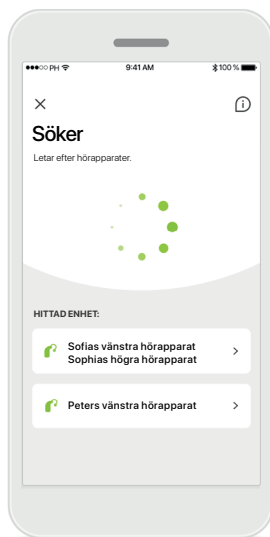 ●●●○○ PH 9:41 AM 100 %
Söker
Letar efter hörapparater.
HITTAD ENHET:
Sofias vänstra hörapparat
Sophias högra hörapparat
Peters vänstra hörapparat